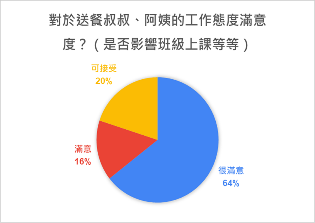 對於送餐叔叔、阿姨的工作態度滿意
度？（是否影響班級上課等等）
可接受
20%
滿意
16%
很滿意
64%